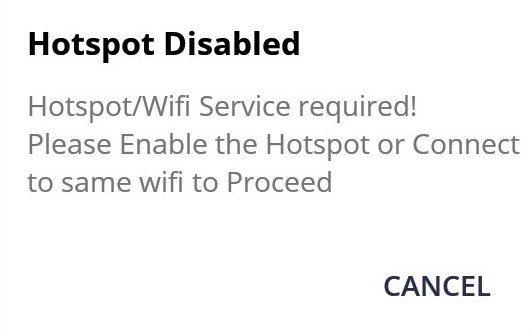 Hotspot Disabled
Hotspot/Wifi Service required!
Please Enable the Hotspot or Connect
to same wifi to Proceed
CANCEL